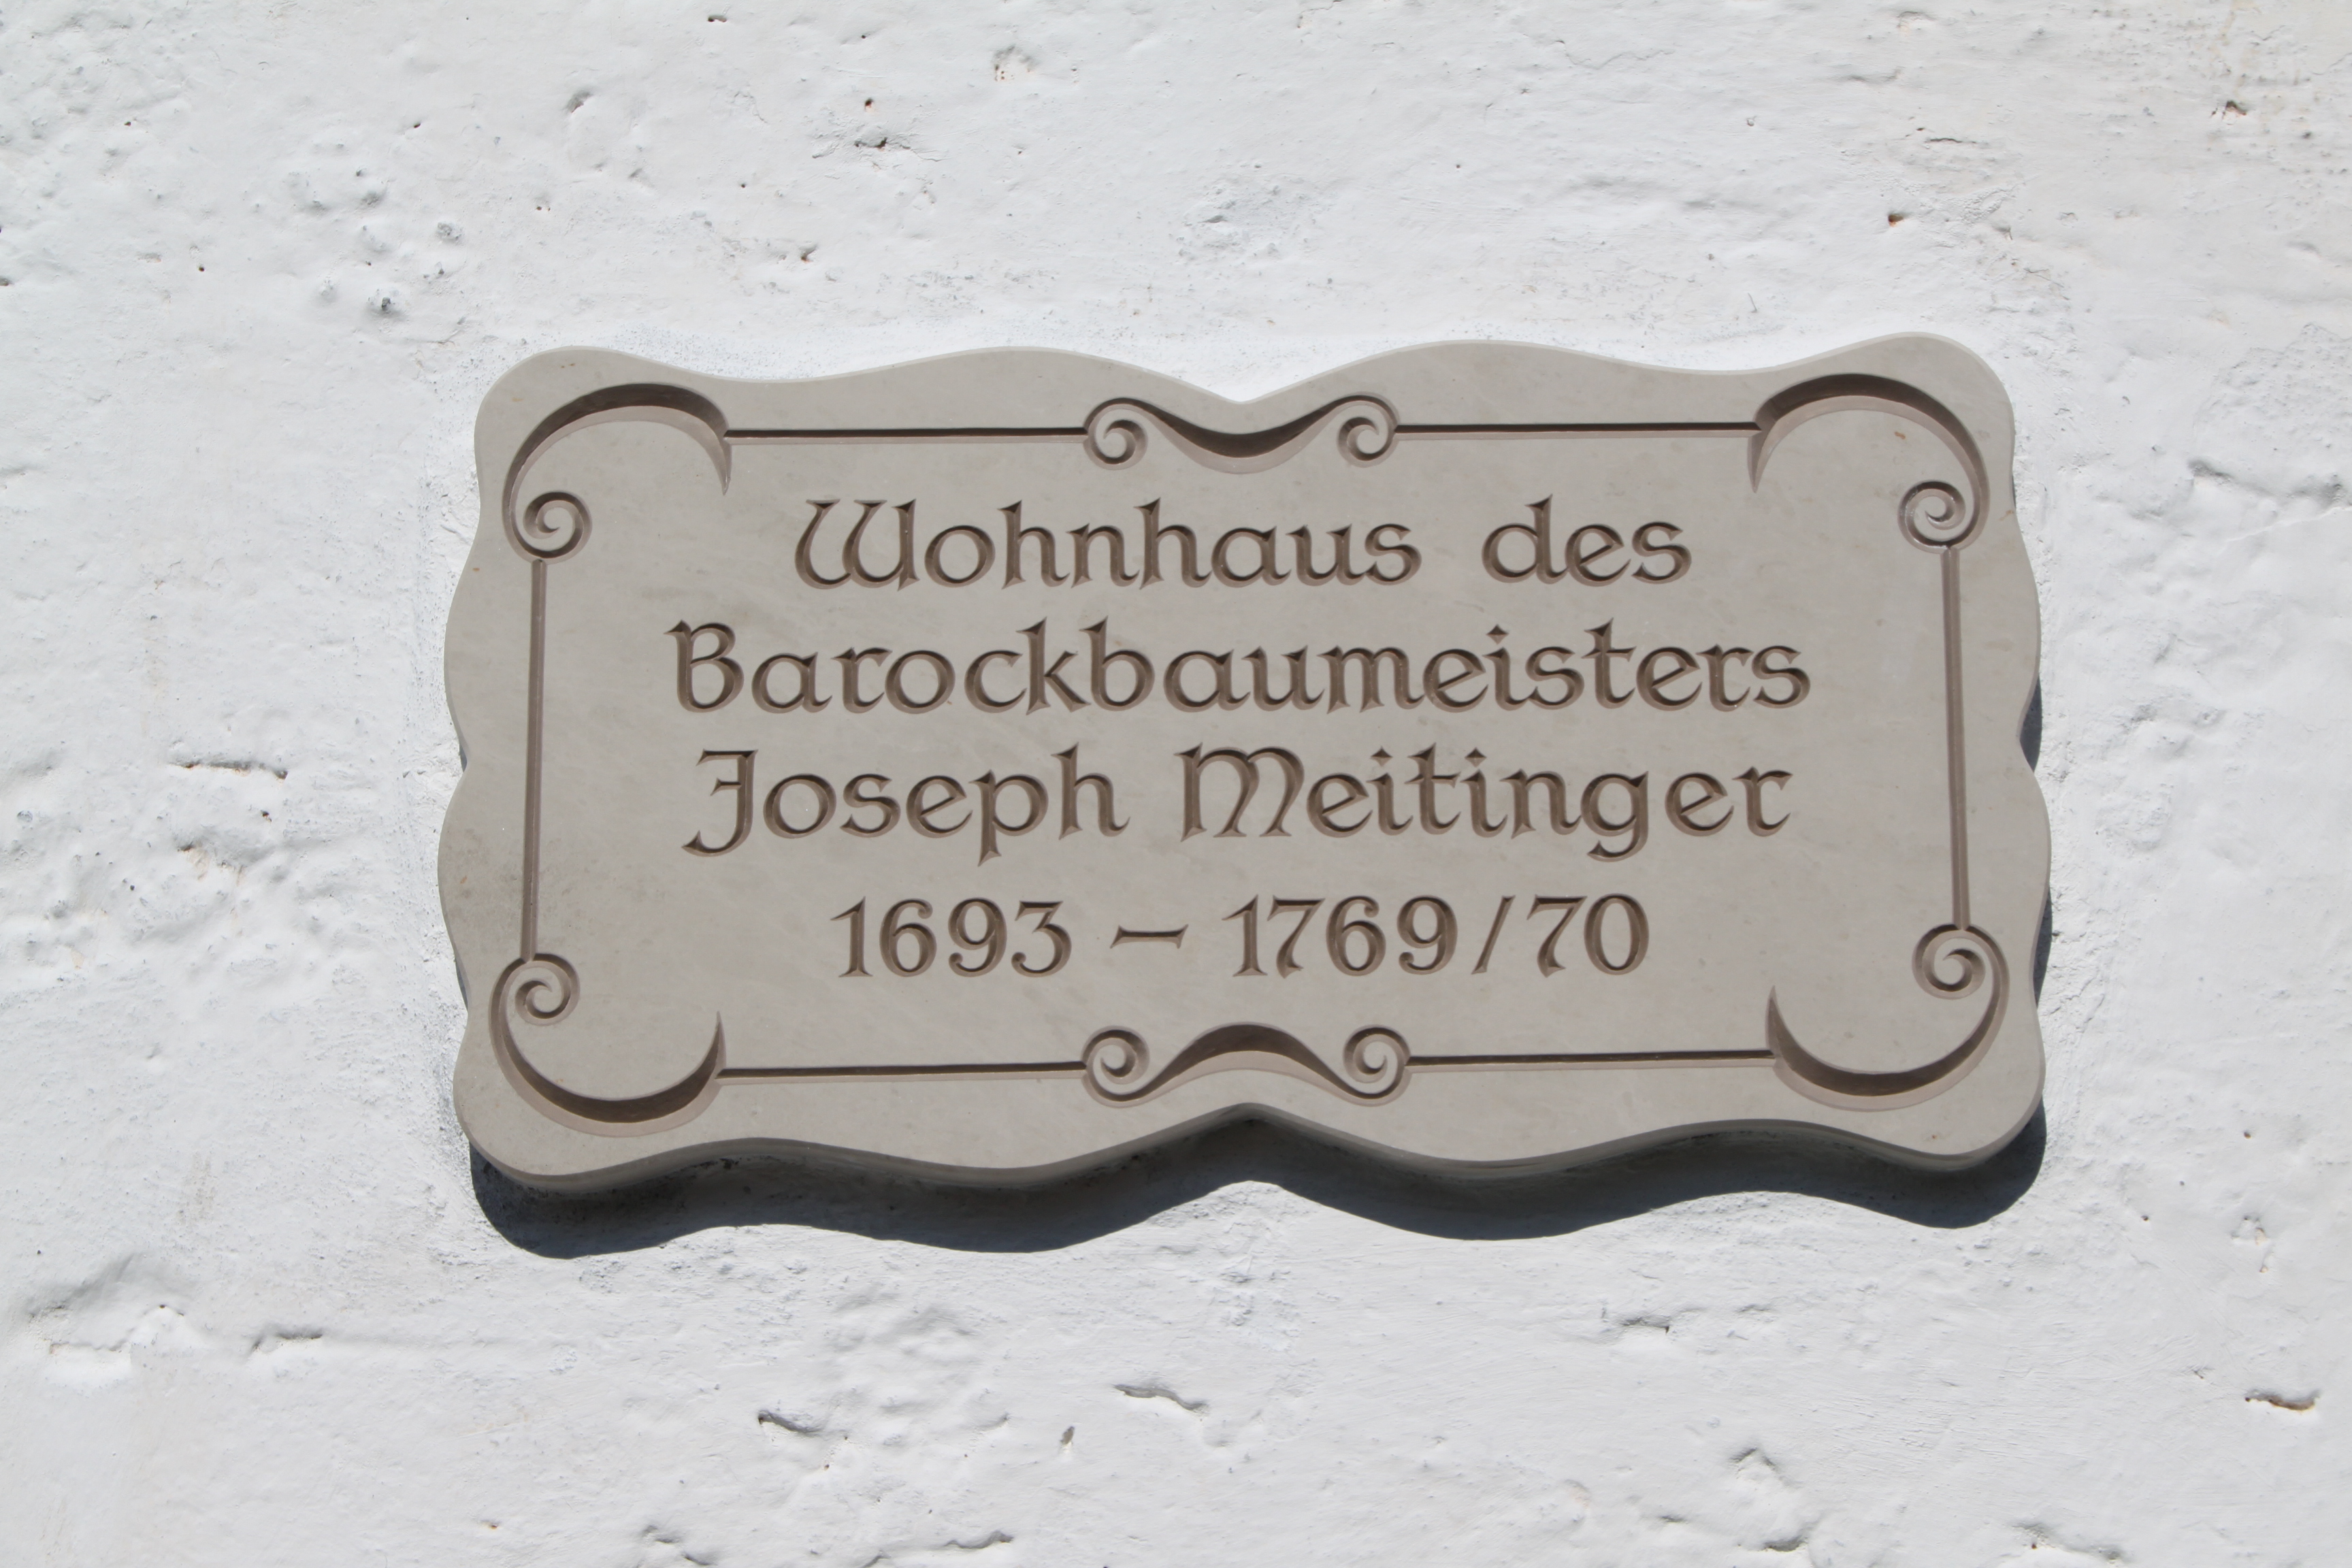 Wohnhaus des
Barockbaumeisters
Joseph Meitinger
1693 – 1769/70